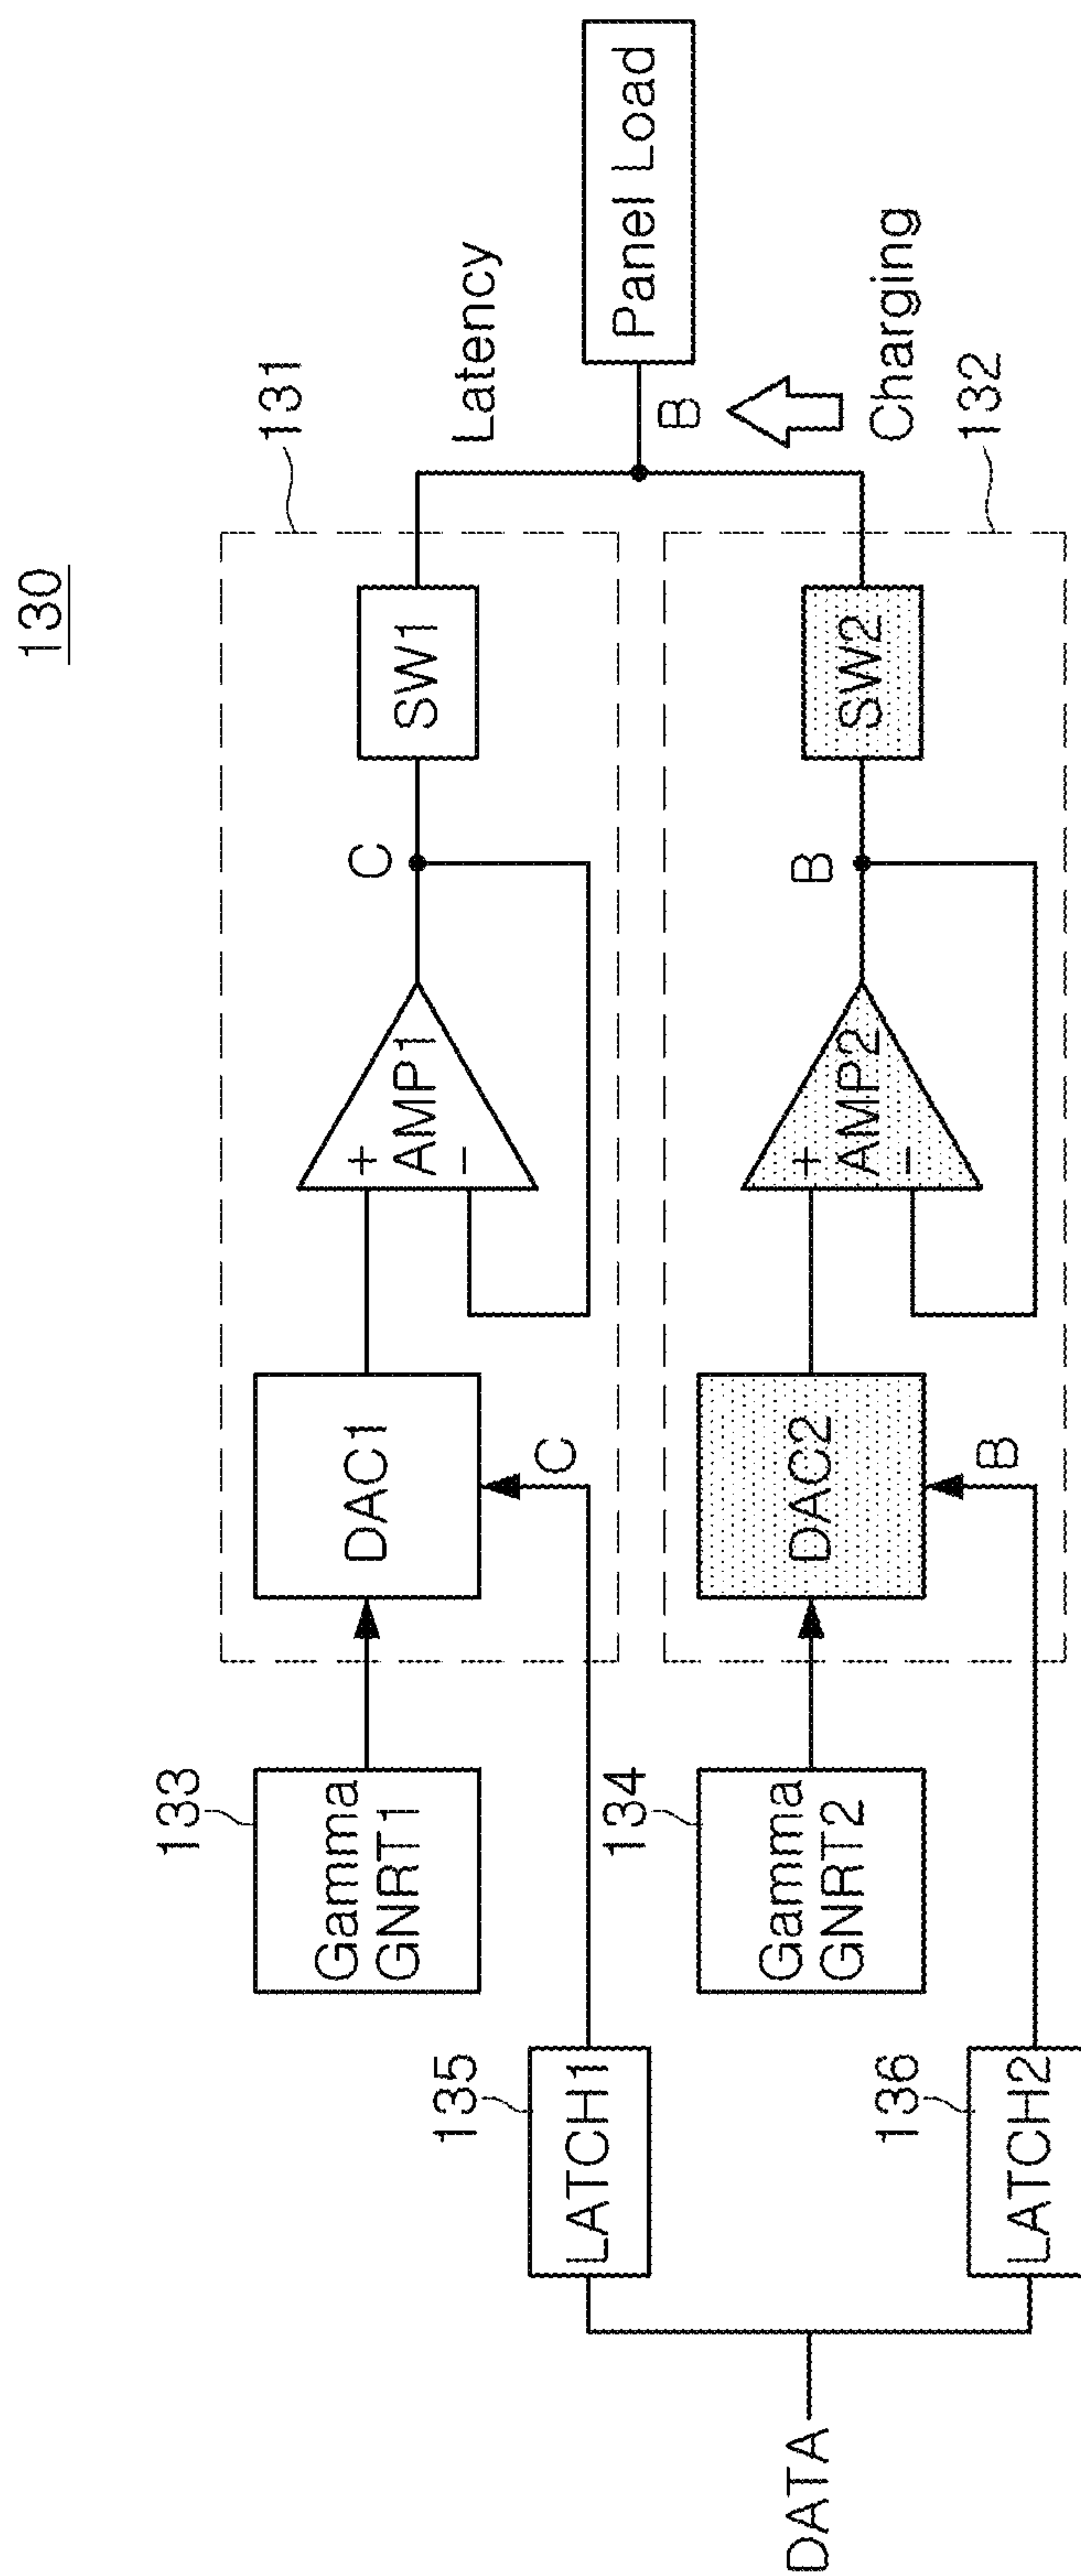 130
131
Latency
SW1
C
+
AMP1
-
DAC1
C
133
Gamma
GNRT1
135
LATCH1
Panel Load
B
Charging
132
SW2
B
+
AMP2
-
DAC2
B
134
Gamma
GNRT2
136
LATCH2
DATA